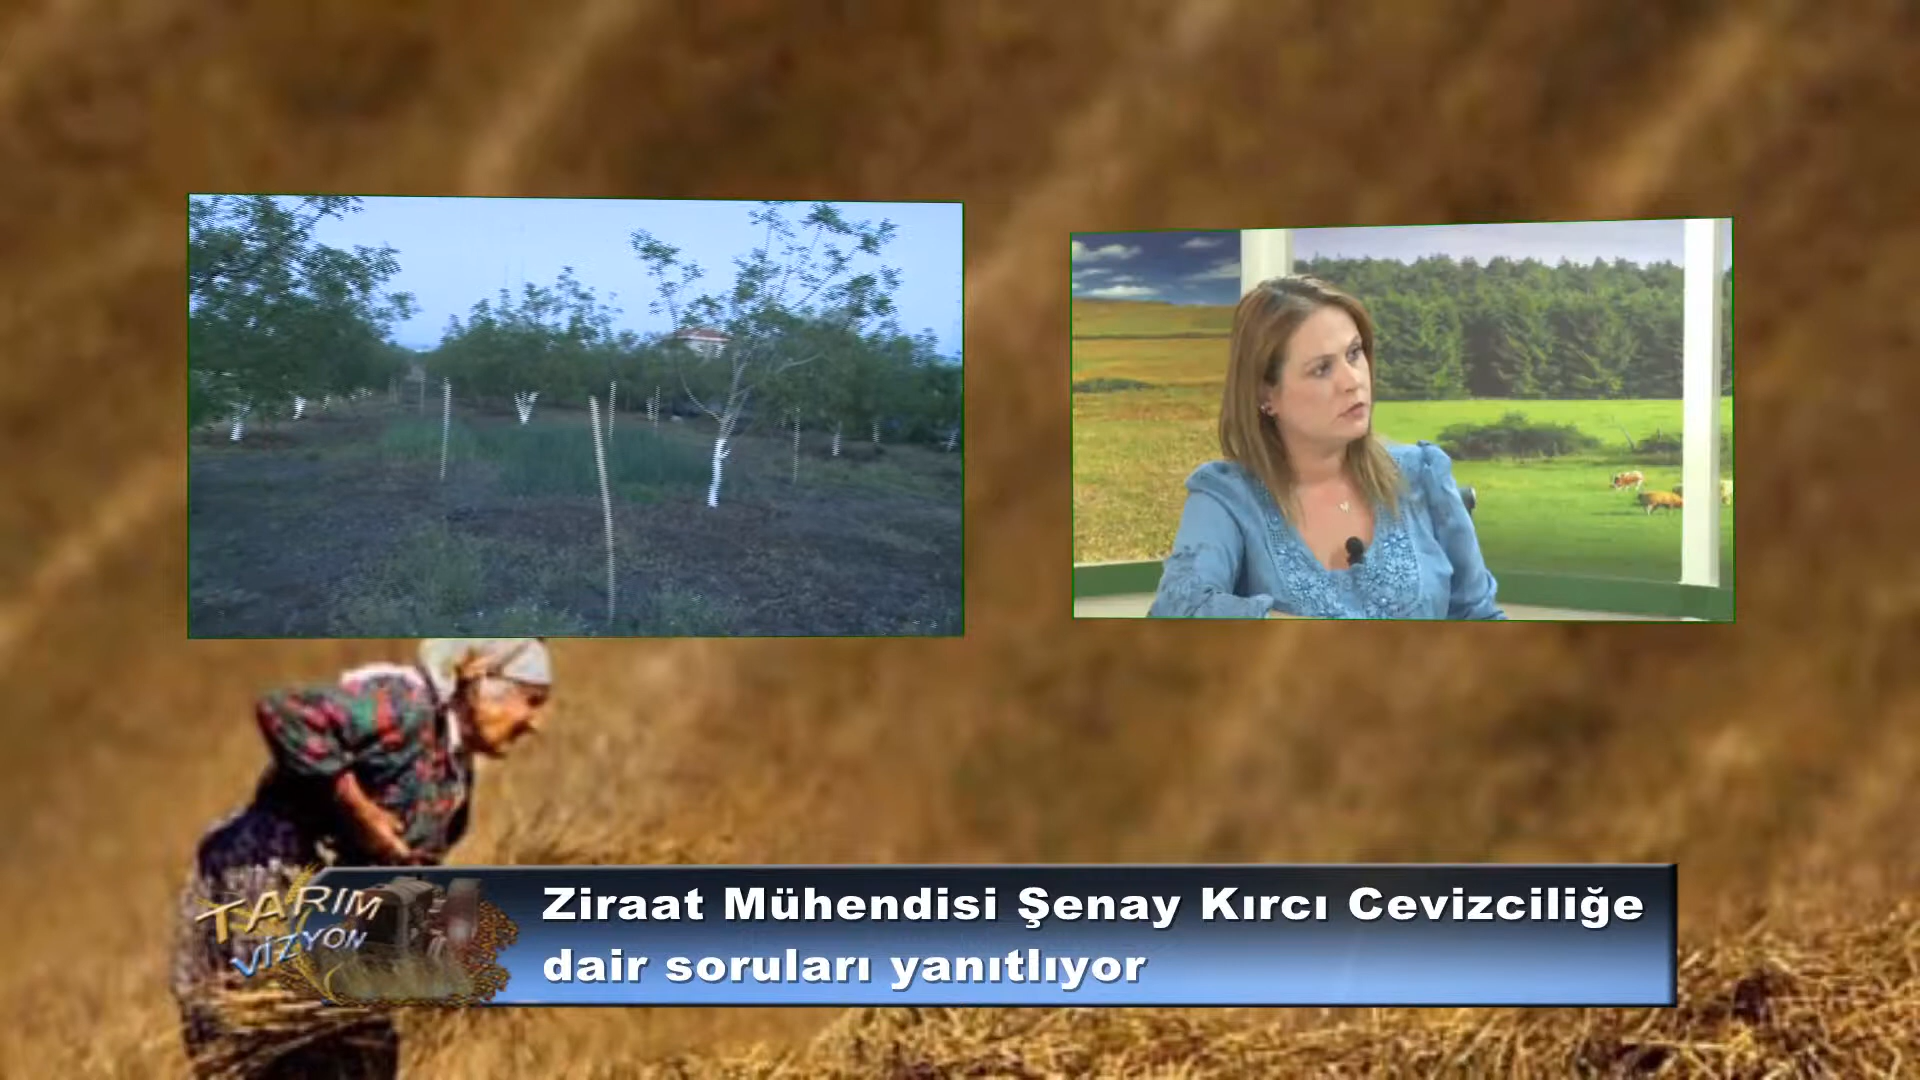 TARIM
VİZYON
Ziraat Mühendisi Şenay Kırcı Cevizciliğe
dair soruları yanıtlıyor